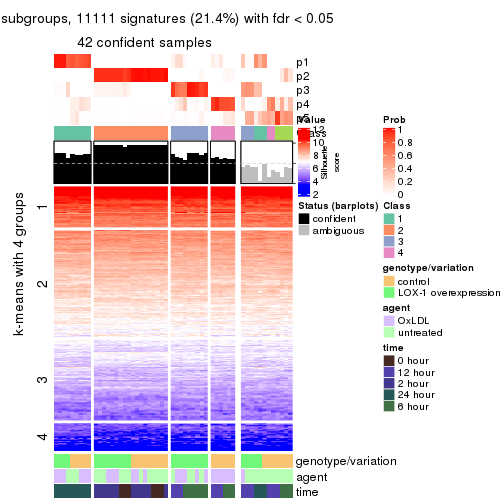 subgroups, 11111 signatures (21.4%) with fdr < 0.05
42 confident samples
p1
p2
p3
p4
p5
Class
Value
12
10
8
6
4
2
Silhouette
score
Prob
1
0.8
0.6
0.4
0.2
0
Status (barplots)
confident
ambiguous
Class
1
2
3
4
genotype/variation
control
LOX-1 overexpression
agent
OxLDL
untreated
time
0 hour
12 hour
2 hour
24 hour
6 hour
k-means with 4 groups
1
2
3
4
genotype/variation
agent
time